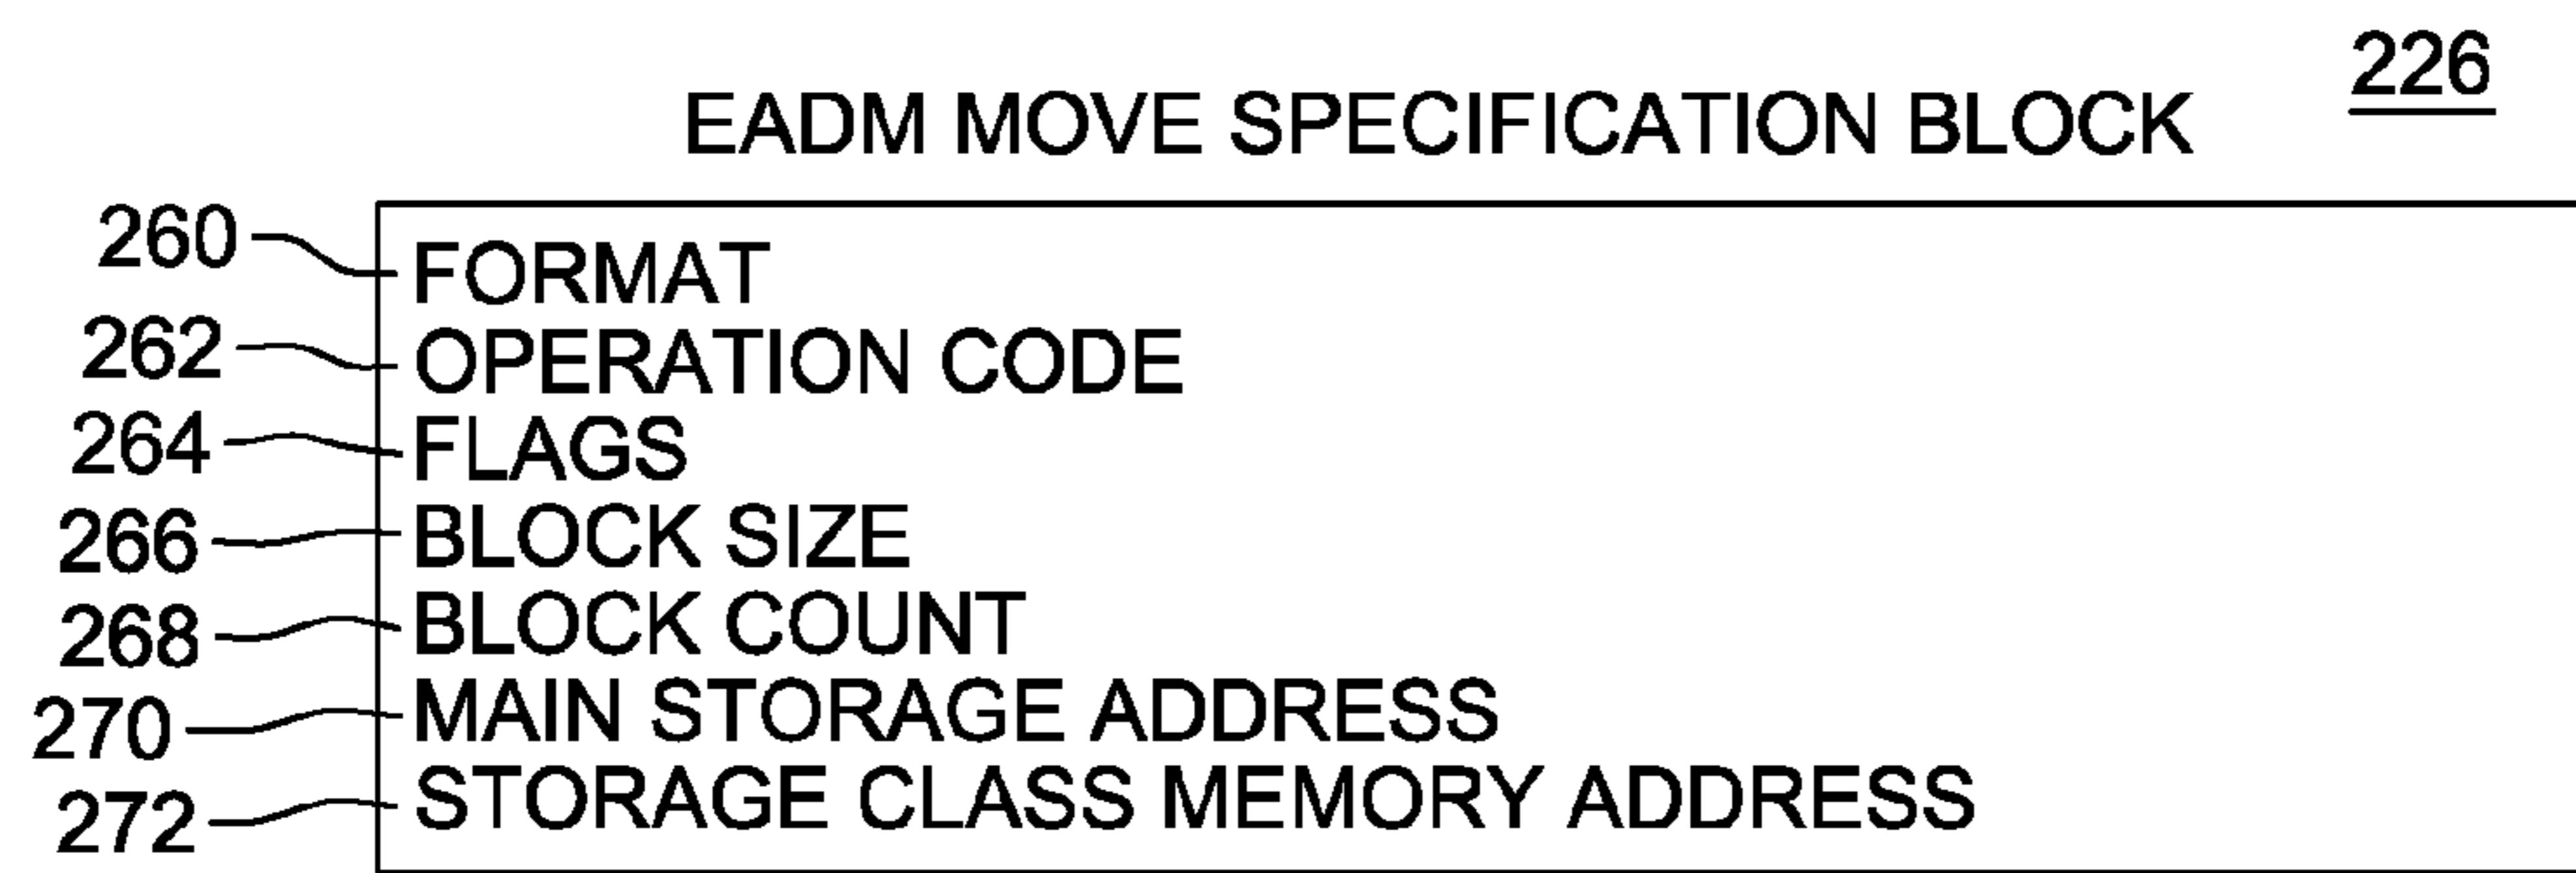 226
EADM MOVE SPECIFICATION BLOCK
260 FORMAT
262 OPERATION CODE
264 FLAGS
266 BLOCK SIZE
268 BLOCK COUNT
270 MAIN STORAGE ADDRESS
272 STORAGE CLASS MEMORY ADDRESS